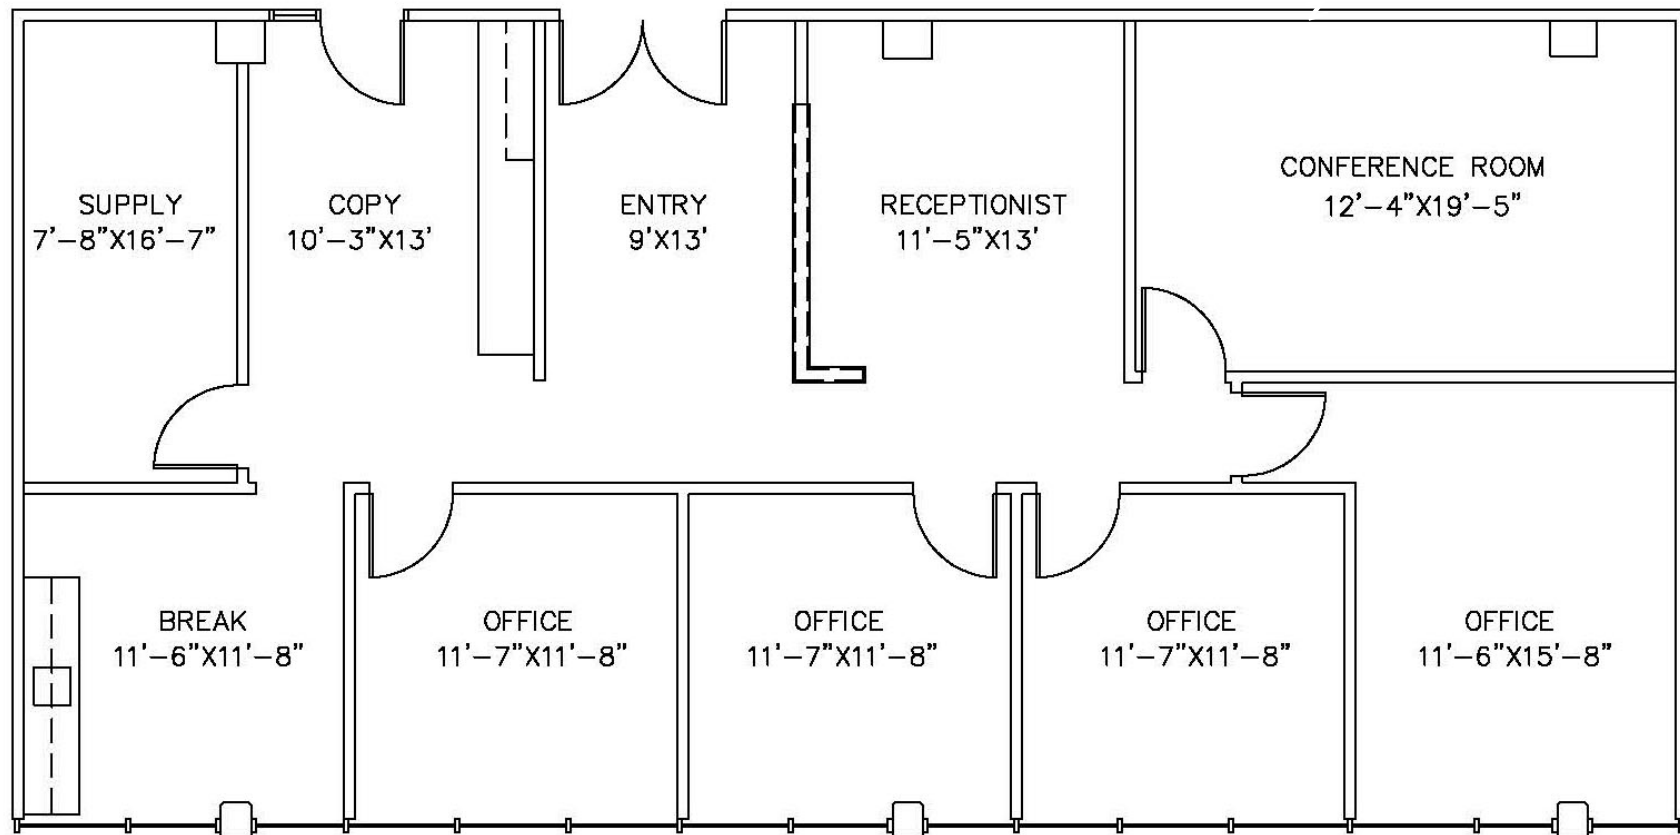 SUPPLY
7'-8"X16'-7"
COPY
10'-3"X13'
ENTRY
9'X13'
RECEPTIONIST
11'-5"X13'
CONFERENCE ROOM
12'-4"X19'-5"
BREAK
11'-6"X11'-8"
OFFICE
11'-7"X11'-8"
OFFICE
11'-7"X11'-8"
OFFICE
11'-7"X11'-8"
OFFICE
11'-6"X15'-8"